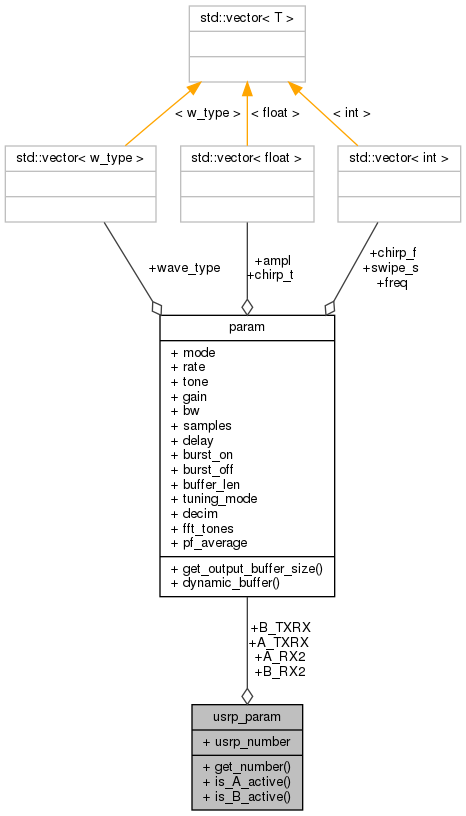 std::vector< T >
< w_type >
< float >
< int >
std::vector< w_type >
std::vector< float >
std::vector< int >
+wave_type
+ampl
+chirp_t
+chirp_f
+swipe_s
+freq
param
+ mode
+ rate
+ tone
+ gain
+ bw
+ samples
+ delay
+ burst_on
+ burst_off
+ buffer_len
+ tuning_mode
+ decim
+ fft_tones
+ pf_average
+ get_output_buffer_size()
+ dynamic_buffer()
+B_TXRX
+A_TXRX
+A_RX2
+B_RX2
usrp_param
+ usrp_number
+ get_number()
+ is_A_active()
+ is_B_active()